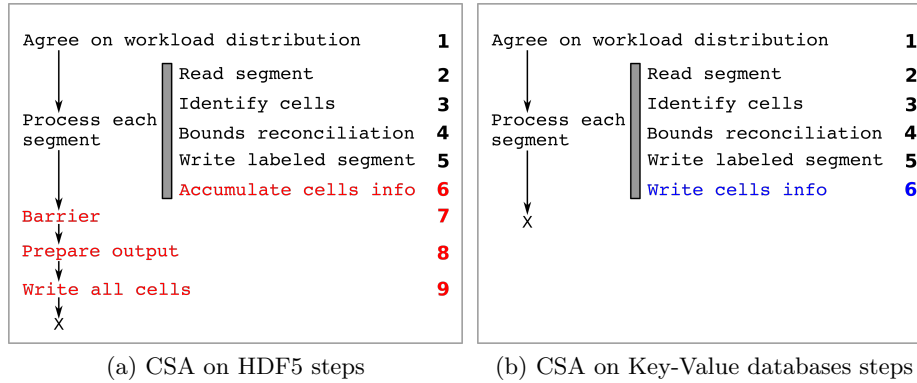 Agree on workload distribution 1
Read segment 2
Identify cells 3
Process each
segment
Bounds reconciliation 4
Write labeled segment 5
Accumulate cells info 6
Barrier 7
Prepare output 8
Write all cells 9
X
(a) CSA on HDF5 steps
Agree on workload distribution 1
Read segment 2
Identify cells 3
Process each
segment
Bounds reconciliation 4
Write labeled segment 5
Write cells info 6
X
(b) CSA on Key-Value databases steps